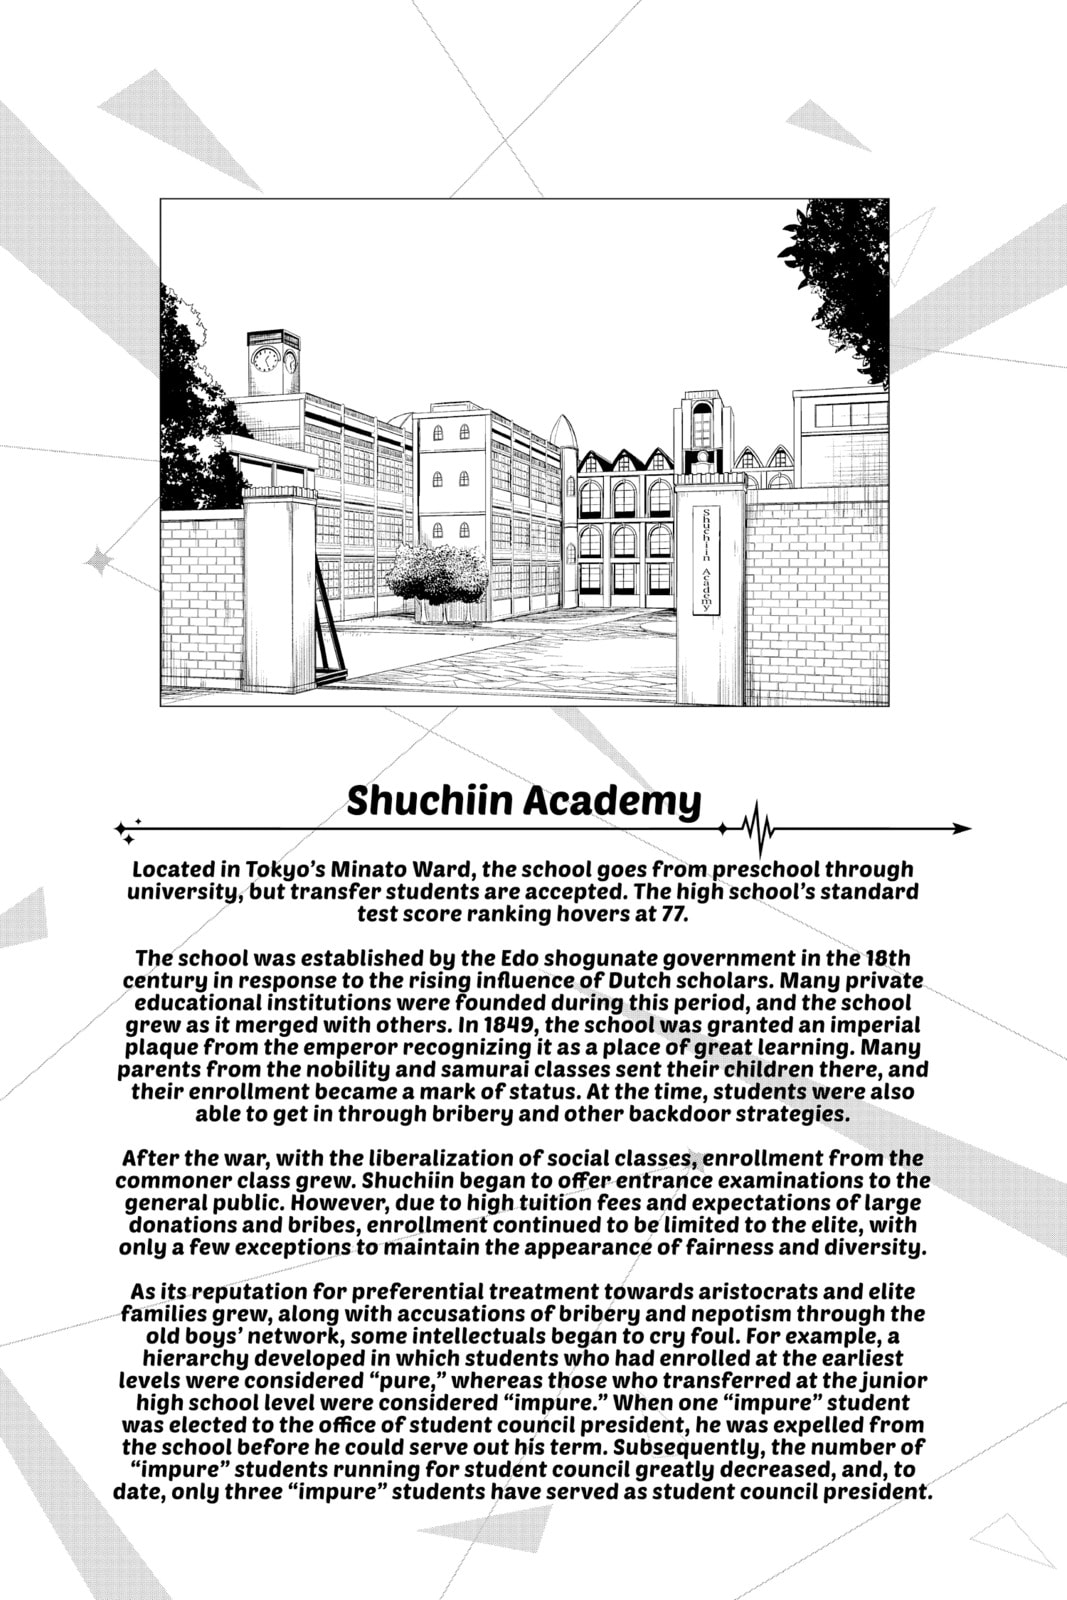 Shuchiin Academy
Shuchiin Academy
Located in Tokyo's Minato Ward, the school goes from preschool through
university, but transfer students are accepted. The high school's standard
test score ranking hovers at 77.
The school was established by the Edo shogunate government in the 18th
century in response to the rising influence of Dutch scholars. Many private
educational institutions were founded during this period, and the school
grew as it merged with others. In 1849, the school was granted an imperial
plaque from the emperor recognizing it as a place of great learning. Many
parents from the nobility and samurai classes sent their children there, and
their enrollment became a mark of status. At the time, students were also
able to get in through bribery and other backdoor strategies.
After the war, with the liberalization of social classes, enrollment from the
commoner class grew. Shuchiin began to offer entrance examinations to the
general public. However, due to high tuition fees and expectations of large
donations and bribes, enrollment continued to be limited to the elite, with
only a few exceptions to maintain the appearance of fairness and diversity.
As its reputation for preferential treatment towards aristocrats and elite
families grew, along with accusations of bribery and nepotism through the
old boys' network, some intellectuals began to cry foul. For example, a
hierarchy developed in which students who had enrolled at the earliest
levels were considered “pure,” whereas those who transferred at the junior
high school level were considered “impure.” When one “impure” student
was elected to the office of student council president, he was expelled from
the school before he could serve out his term. Subsequently, the number of
“impure” students running for student council greatly decreased, and, to
date, only three “impure” students have served as student council president.